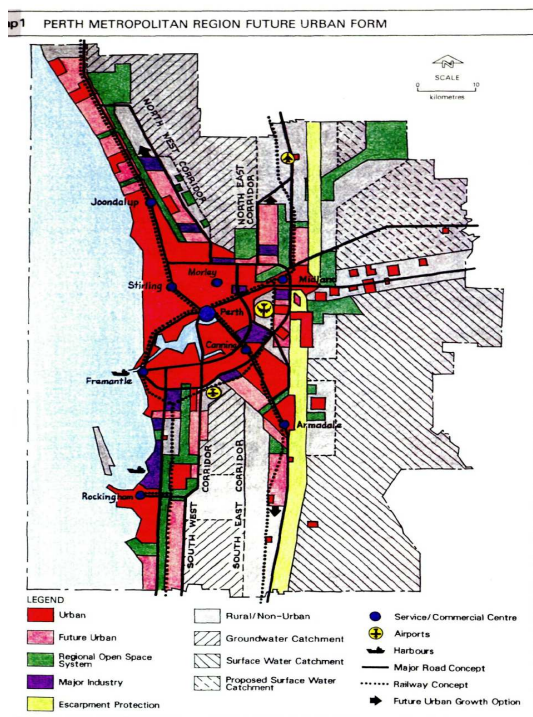 ap1 PERTH METROPOLITAN REGION FUTURE URBAN FORM
N
SCALE
0 10
kilometres
NORTH WEST CORRIDOR
NORTH EAST
CORRIDOR
Joondalup
Morley
Midland
Stirling
Perth
Canning
Fremantle
Armadale
Rockingham
SOUTH WEST CORRIDOR
SOUTH EAST CORRIDOR
LEGEND
Urban
Future Urban
Regional Open Space
System
Major Industry
Escarpment Protection
Rural/Non-Urban
Groundwater Catchment
Surface Water Catchment
Proposed Surface Water
Catchment
Service/Commercial Centre
Airports
Harbours
Major Road Concept
Railway Concept
Future Urban Growth Option